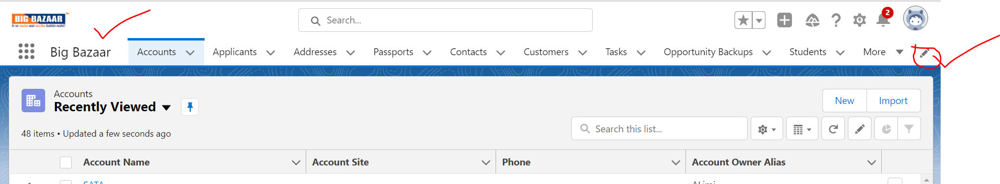 BIG BAZAAR
Is se sasta aur accha kahin nahi!
Search...
2
Big Bazaar
Accounts
Applicants
Addresses
Passports
Contacts
Customers
Tasks
Opportunity Backups
Students
More
Accounts
Recently Viewed
New
Import
48 items • Updated a few seconds ago
Search this list...
Account Name
Account Site
Phone
Account Owner Alias
SATA